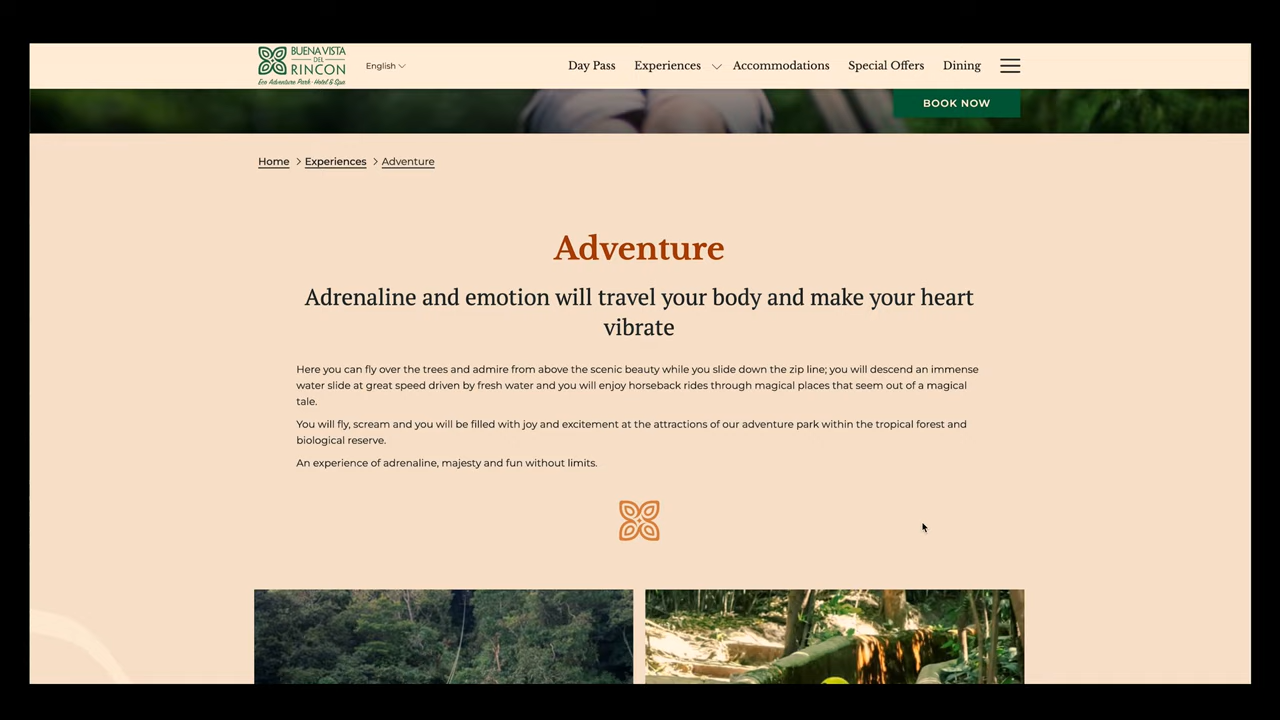 BUENA VISTA
DEL
RINCON
Eco Adventure Park · Hotel & Spa
English
Day Pass
Experiences
Accommodations
Special Offers
Dining
BOOK NOW
Home
Experiences
Adventure
Adventure
Adrenaline and emotion will travel your body and make your heart
vibrate
Here you can fly over the trees and admire from above the scenic beauty while you slide down the zip line; you will descend an immense
water slide at great speed driven by fresh water and you will enjoy horseback rides through magical places that seem out of a magical
tale.
You will fly, scream and you will be filled with joy and excitement at the attractions of our adventure park within the tropical forest and
biological reserve.
An experience of adrenaline, majesty and fun without limits.